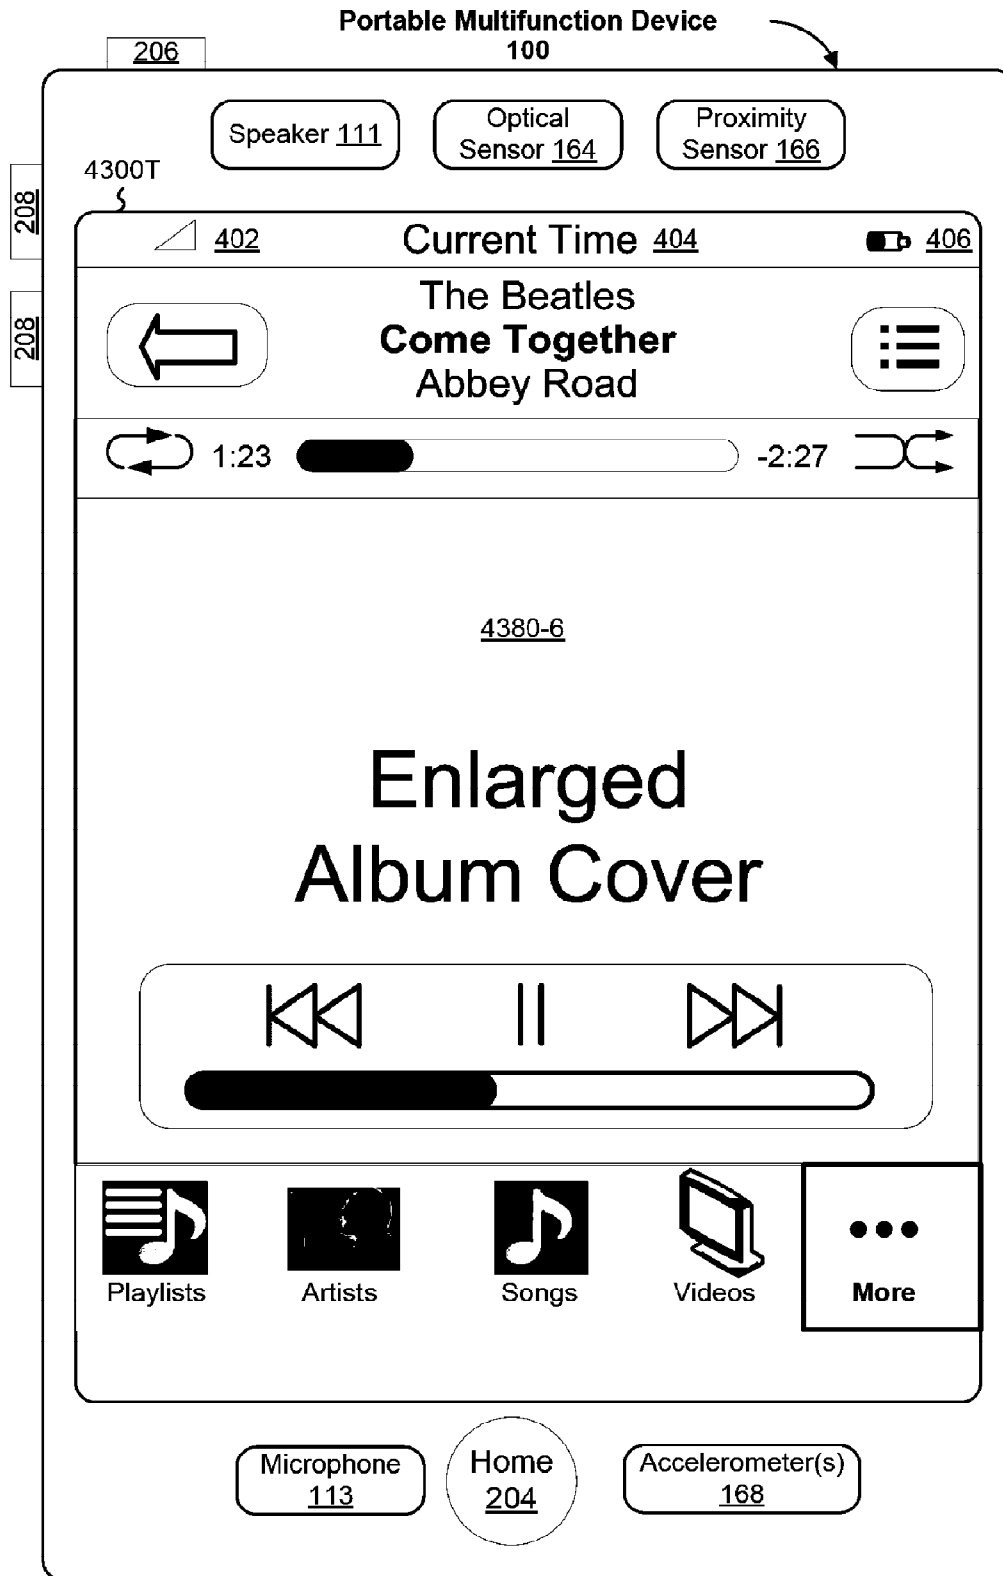 Portable Multifunction Device
100
206
Speaker 111
Optical
Sensor 164
Proximity
Sensor 166
4300T
208
208
402
Current Time 404
406
The Beatles
Come Together
Abbey Road
1:23
-2:27
4380-6
Enlarged
Album Cover
Playlists
Artists
Songs
Videos
More
Microphone
113
Home
204
Accelerometer(s)
168